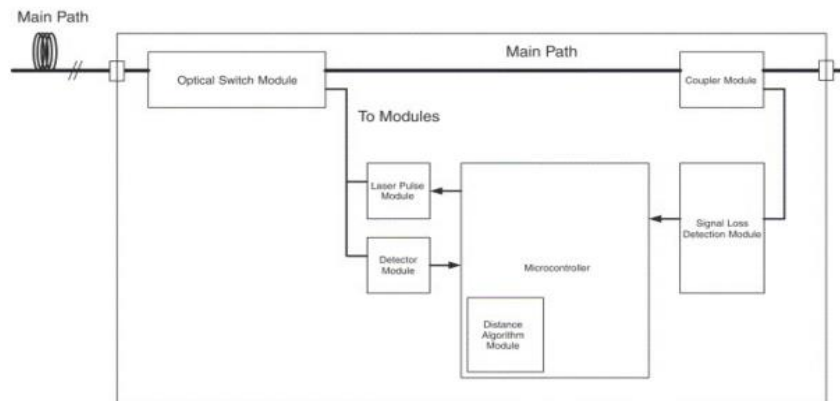 Main Path
Main Path
Optical Switch Module
Coupler Module
To Modules
Laser Pulse
Module
Signal Loss
Detection Module
Detector
Module
Microcontroller
Distance
Algorithm
Module